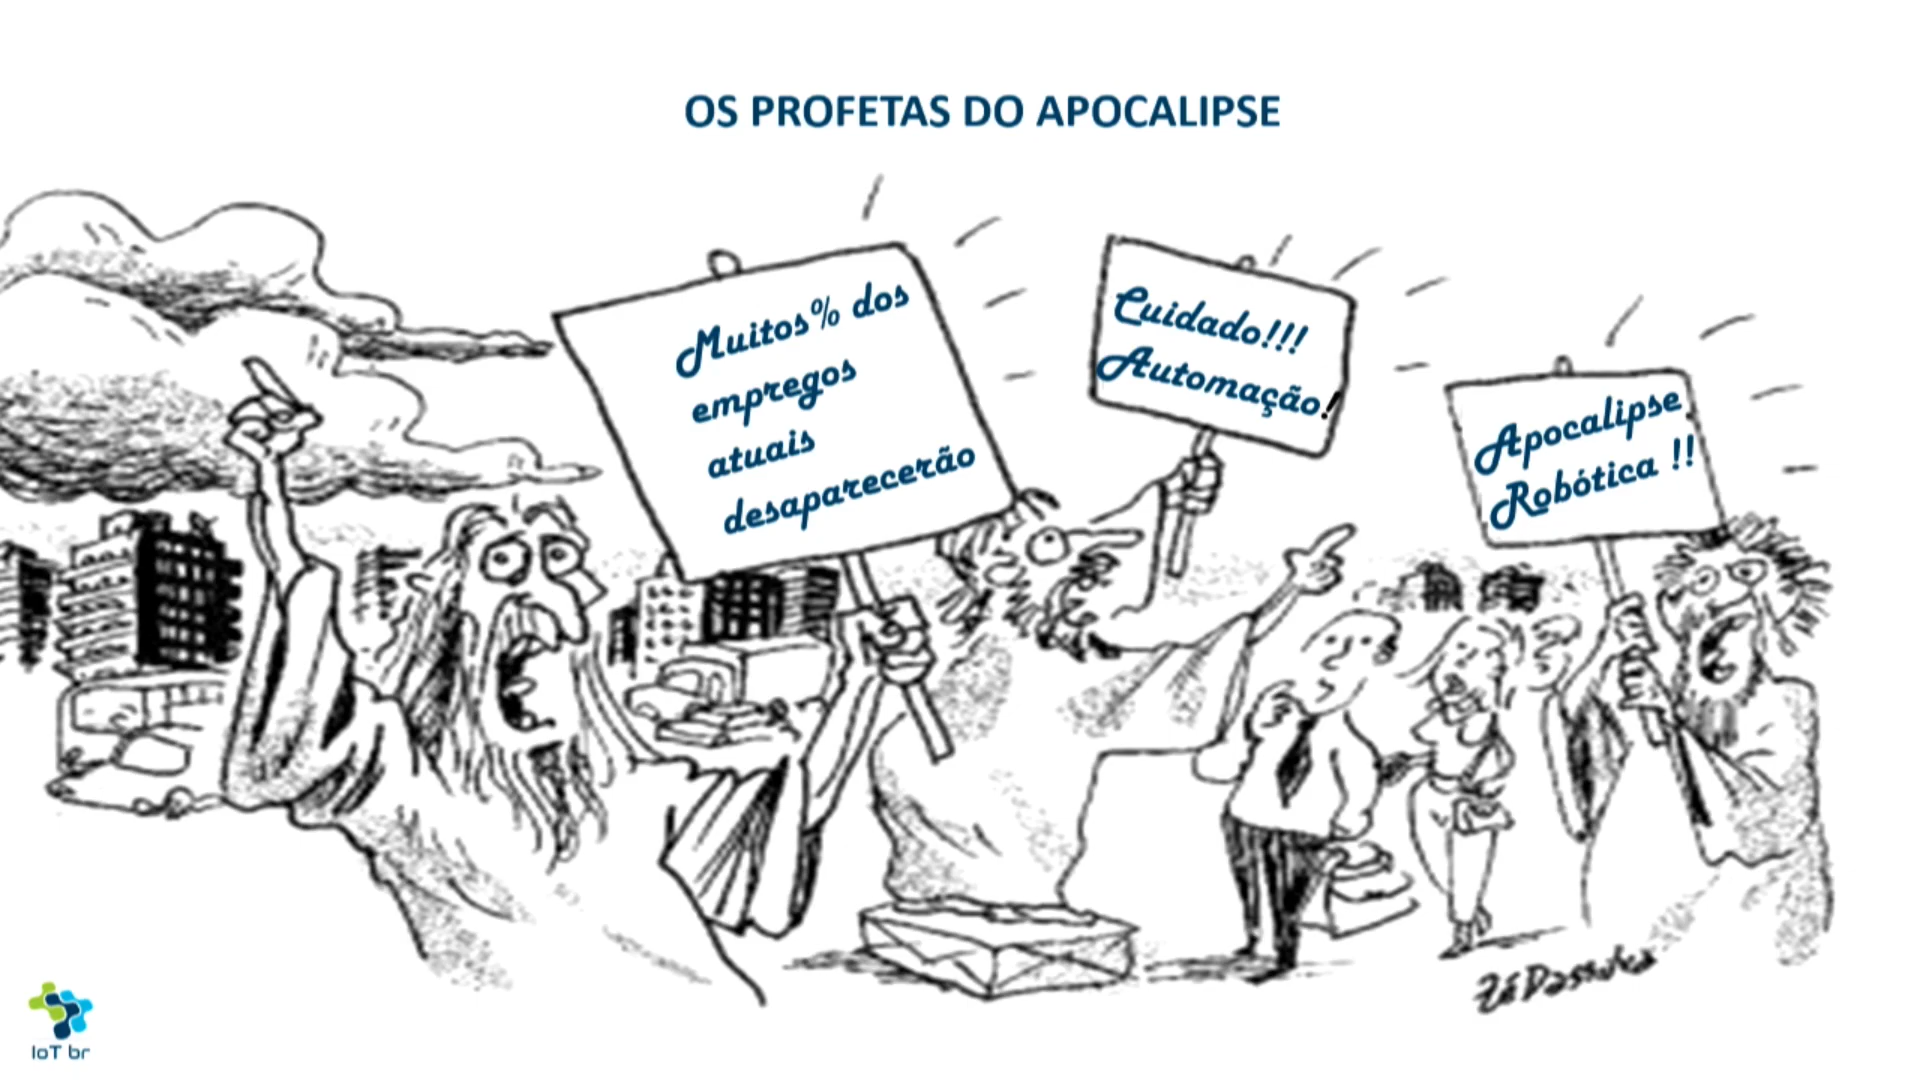 OS PROFETAS DO APOCALIPSE
Muitos% dos
empregos
atuais
desaparecerão
Cuidado!!!
Automação!
Apocalipse
Robótica !!
IoT br